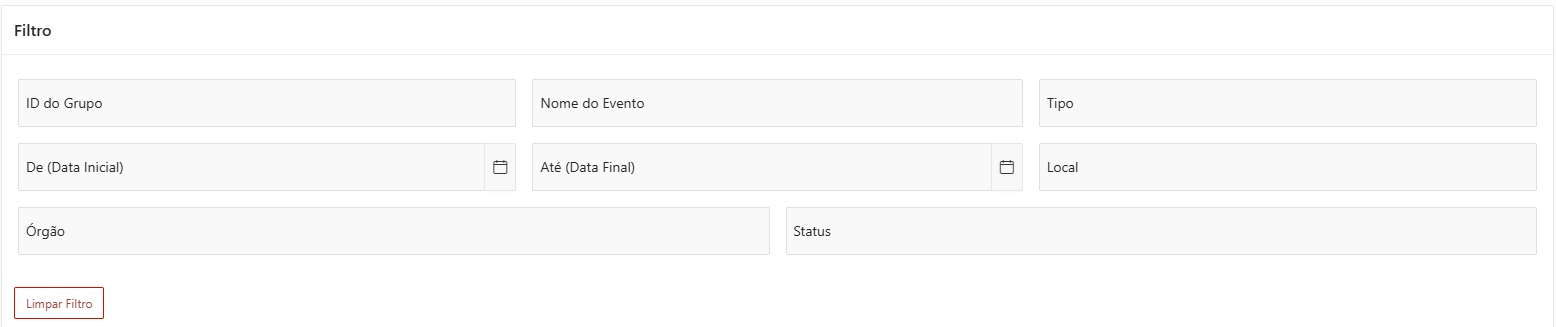 Filtro
ID do Grupo
Nome do Evento
Tipo
De (Data Inicial)
Até (Data Final)
Local
Órgão
Status
Limpar Filtro